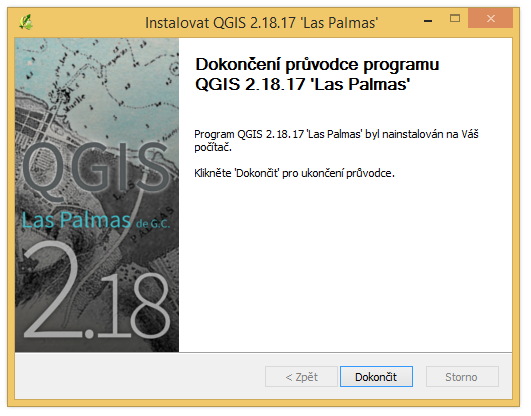 Instalovat QGIS 2.18.17 'Las Palmas'
Dokončení průvodce programu
QGIS 2.18.17 'Las Palmas'
Program QGIS 2.18.17 'Las Palmas' byl nainstalován na Váš
počítač.
Klikněte 'Dokončit' pro ukončení průvodce.
QGIS
Las Palmas de G.C.
2.18
< Zpět
Dokončit
Storno